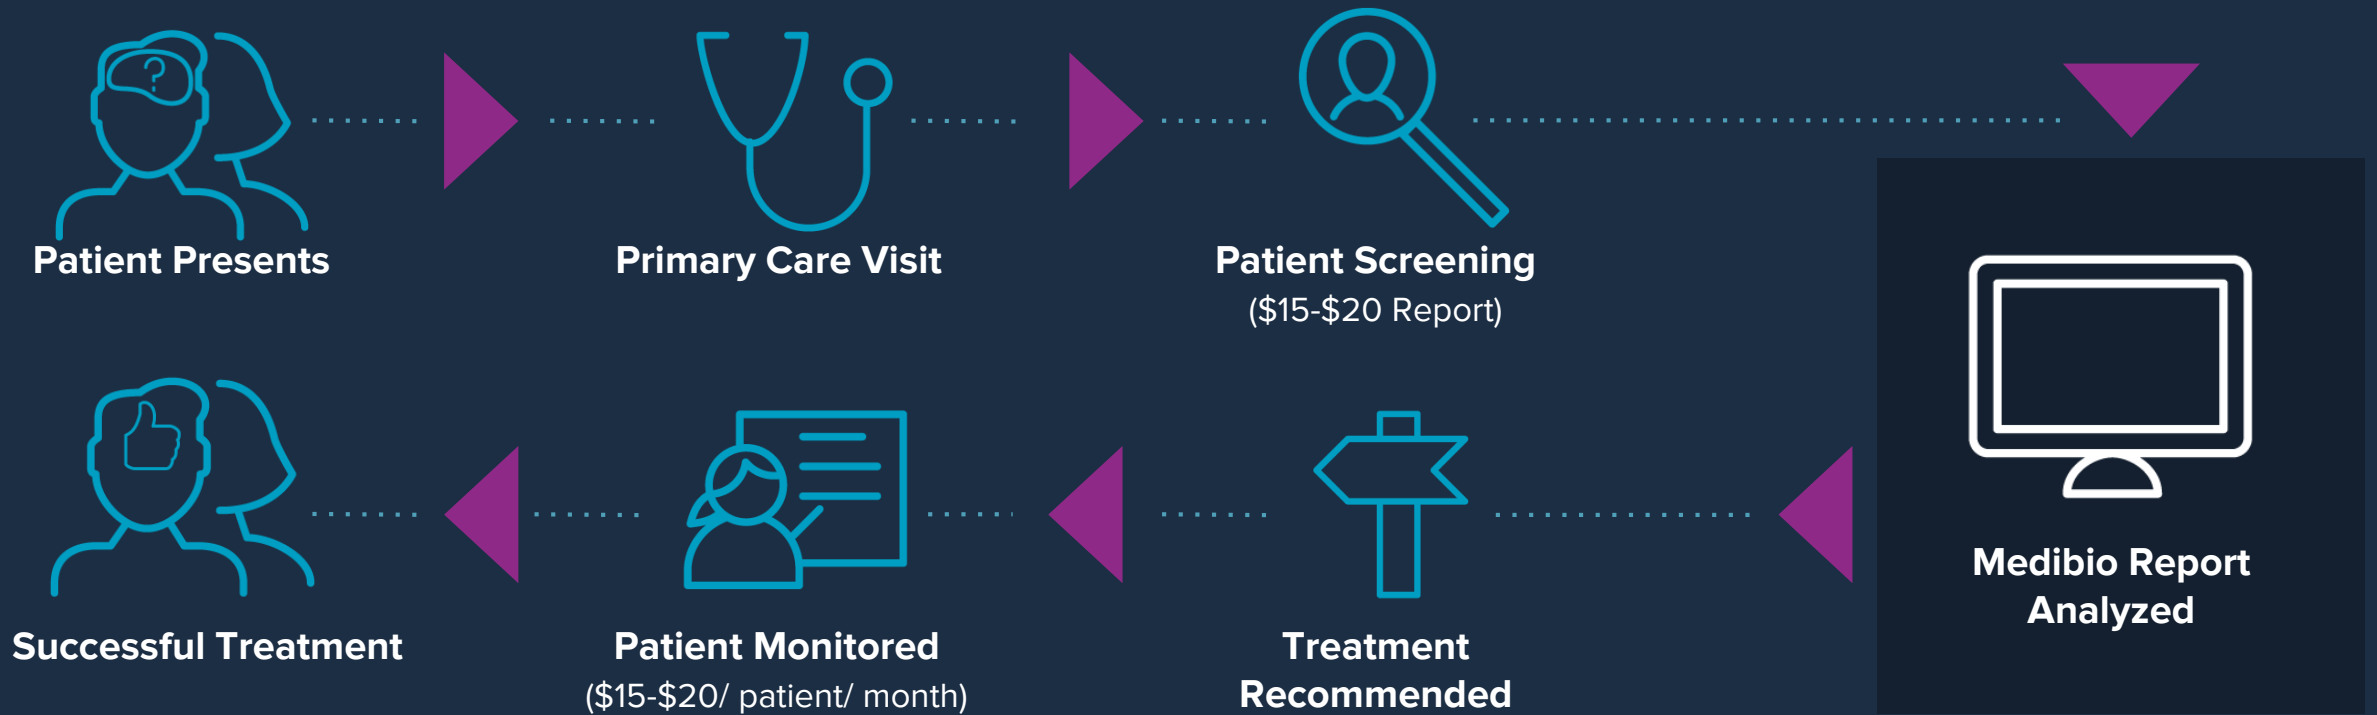 ?
Patient Presents
Primary Care Visit
Patient Screening
($15-$20 Report)
Medibio Report
Analyzed
Treatment
Recommended
Patient Monitored
($15-$20/ patient/ month)
Successful Treatment